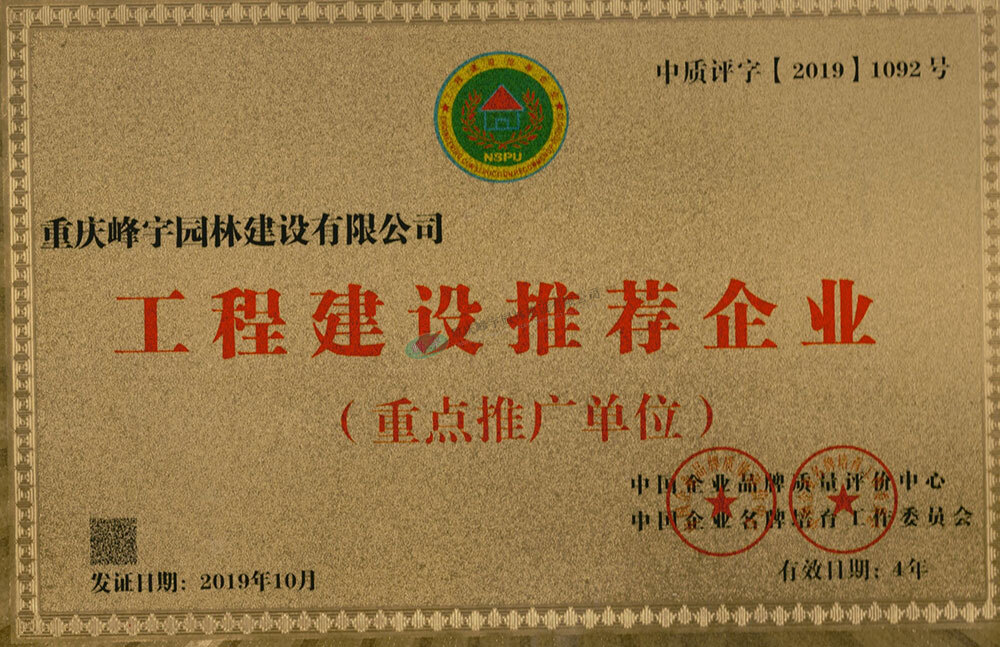 中质评字【2019】1092号
NSPU
重庆峰宇园林建设有限公司
工程建设推荐企业
（重点推广单位）
中国企业品牌质量评价中心
中国企业名牌培育工作委员会
发证日期：2019年10月
有效日期：4年